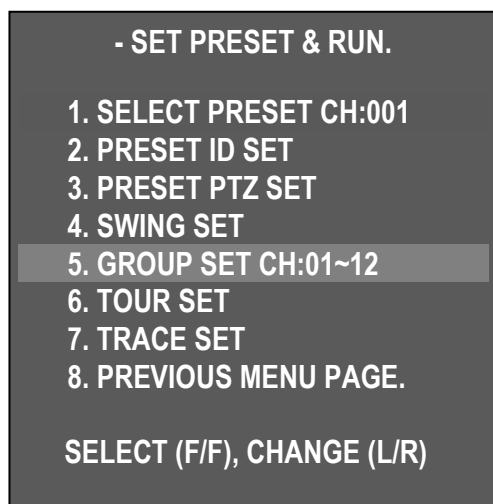 - SET PRESET & RUN.
1. SELECT PRESET CH:001
2. PRESET ID SET
3. PRESET PTZ SET
4. SWING SET
5. GROUP SET CH:01~12
6. TOUR SET
7. TRACE SET
8. PREVIOUS MENU PAGE.
SELECT (F/F), CHANGE (L/R)